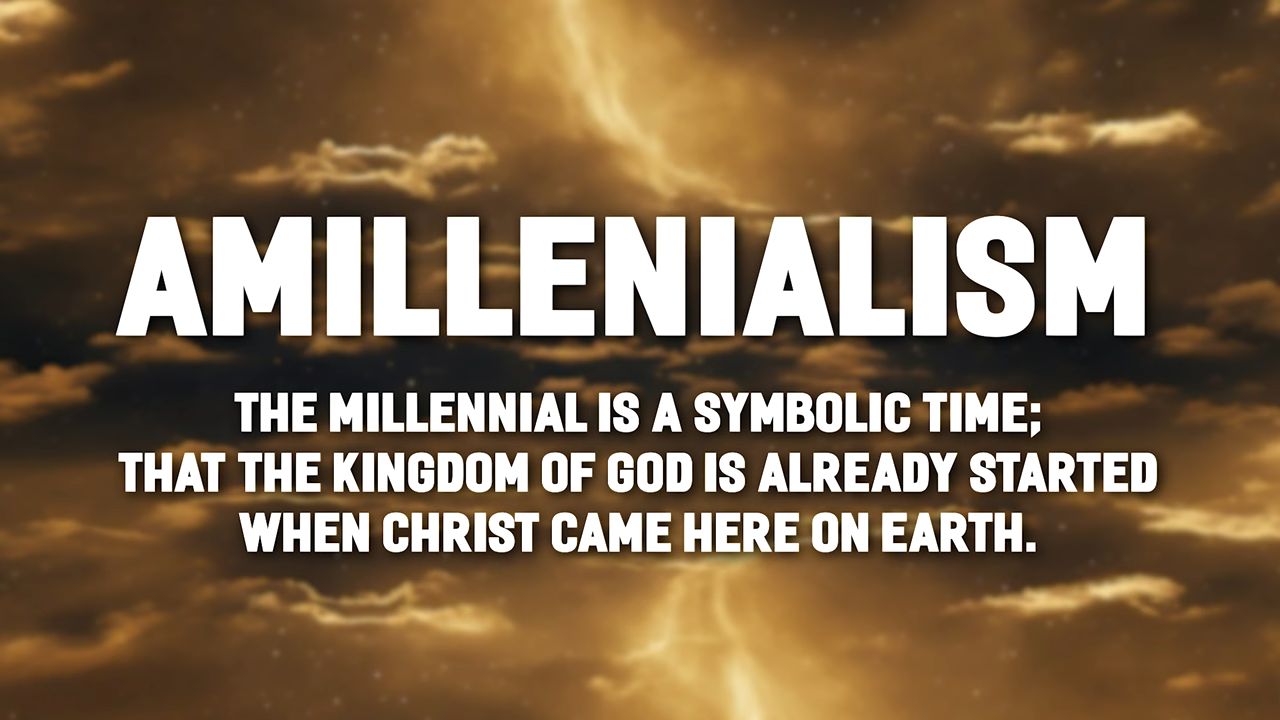 AMILLENIALISM
THE MILLENNIAL IS A SYMBOLIC TIME;
THAT THE KINGDOM OF GOD IS ALREADY STARTED
WHEN CHRIST CAME HERE ON EARTH.